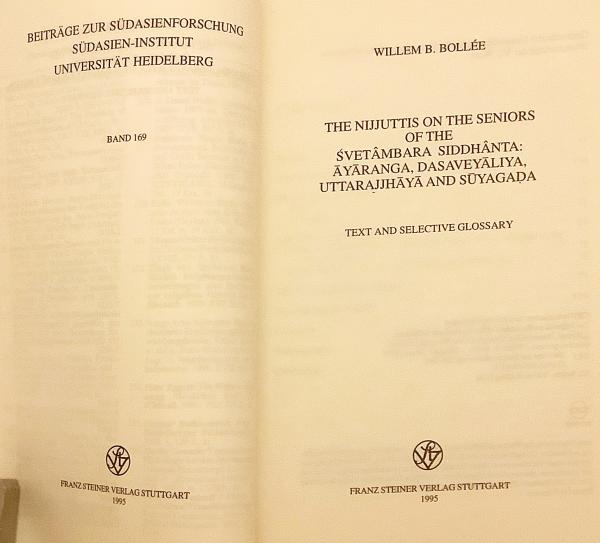 BEITRÄGE ZUR SÜDASIENFORSCHUNG
SÜDASIEN-INSTITUT
UNIVERSITÄT HEIDELBERG
BAND 169
FRANZ STEINER VERLAG STUTTGART
1995
WILLEM B. BOLLÉE
THE NIJJUTTIS ON THE SENIORS
OF THE
ŚVETÂMBARA SIDDHÂNTA:
ĀYĀRANGA, DASAVEYĀLIYA,
UTTARAJJHĀYĀ AND SŪYAGAḌA
TEXT AND SELECTIVE GLOSSARY
FRANZ STEINER VERLAG STUTTGART
1995